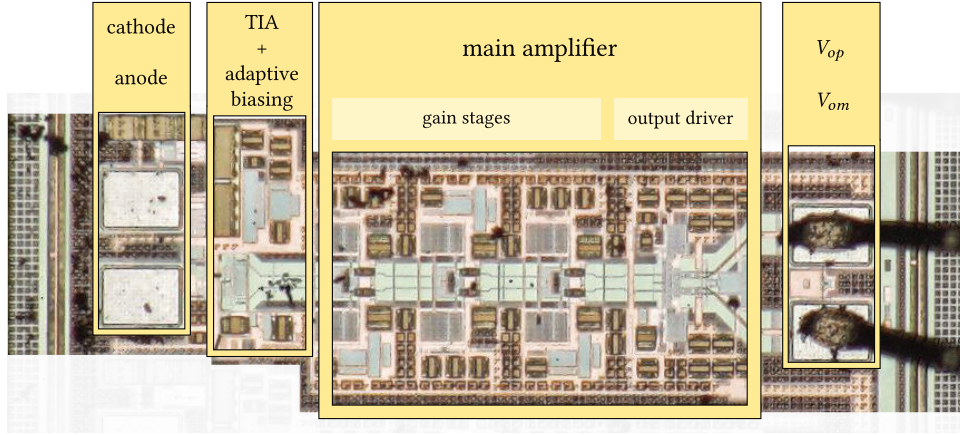 cathode
anode
TIA
+
adaptive
biasing
main amplifier
gain stages
output driver
V_op
V_om